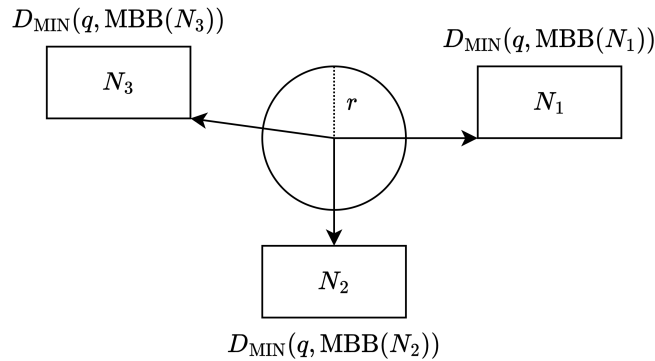 D_MIN(q, MBB(N_3))
D_MIN(q, MBB(N_1))
N_3
r
N_1
N_2
D_MIN(q, MBB(N_2))